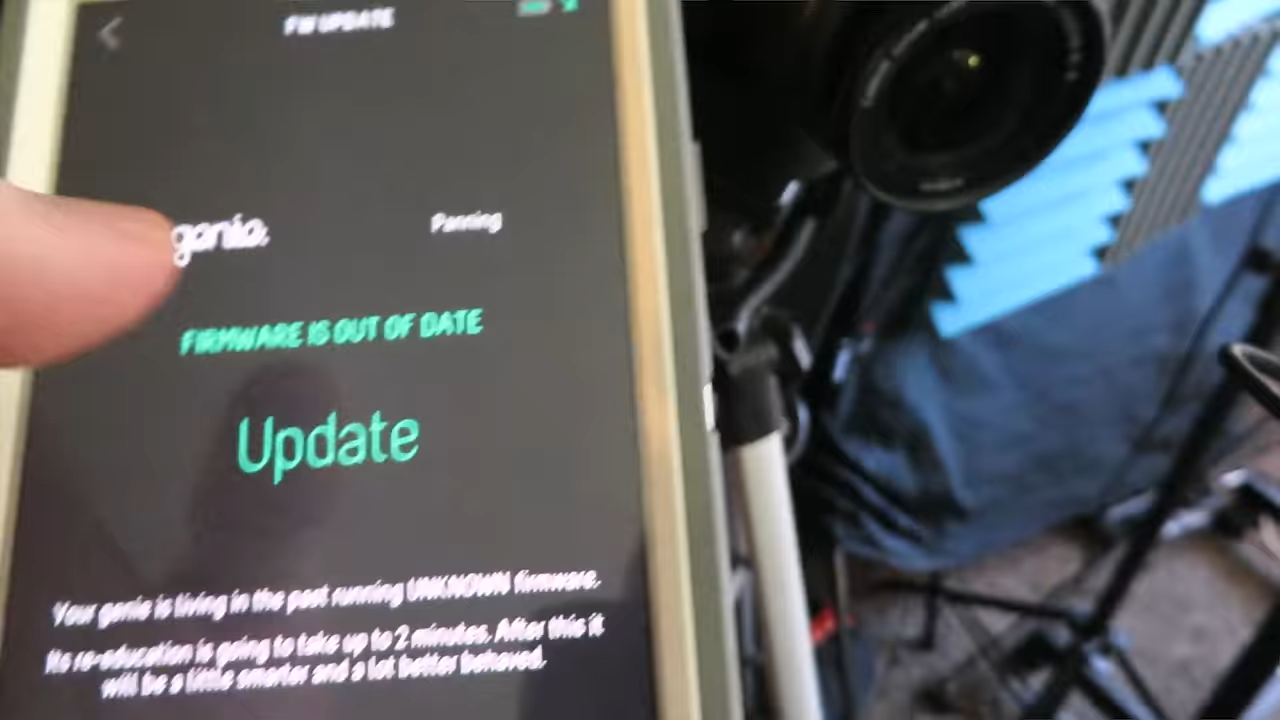 FW UPDATE
genie.
Panning
FIRMWARE IS OUT OF DATE
Update
Your genie is living in the past running UNKNOWN firmware.
Its re-education is going to take up to 2 minutes. After this it
will be a little smarter and a lot better behaved.